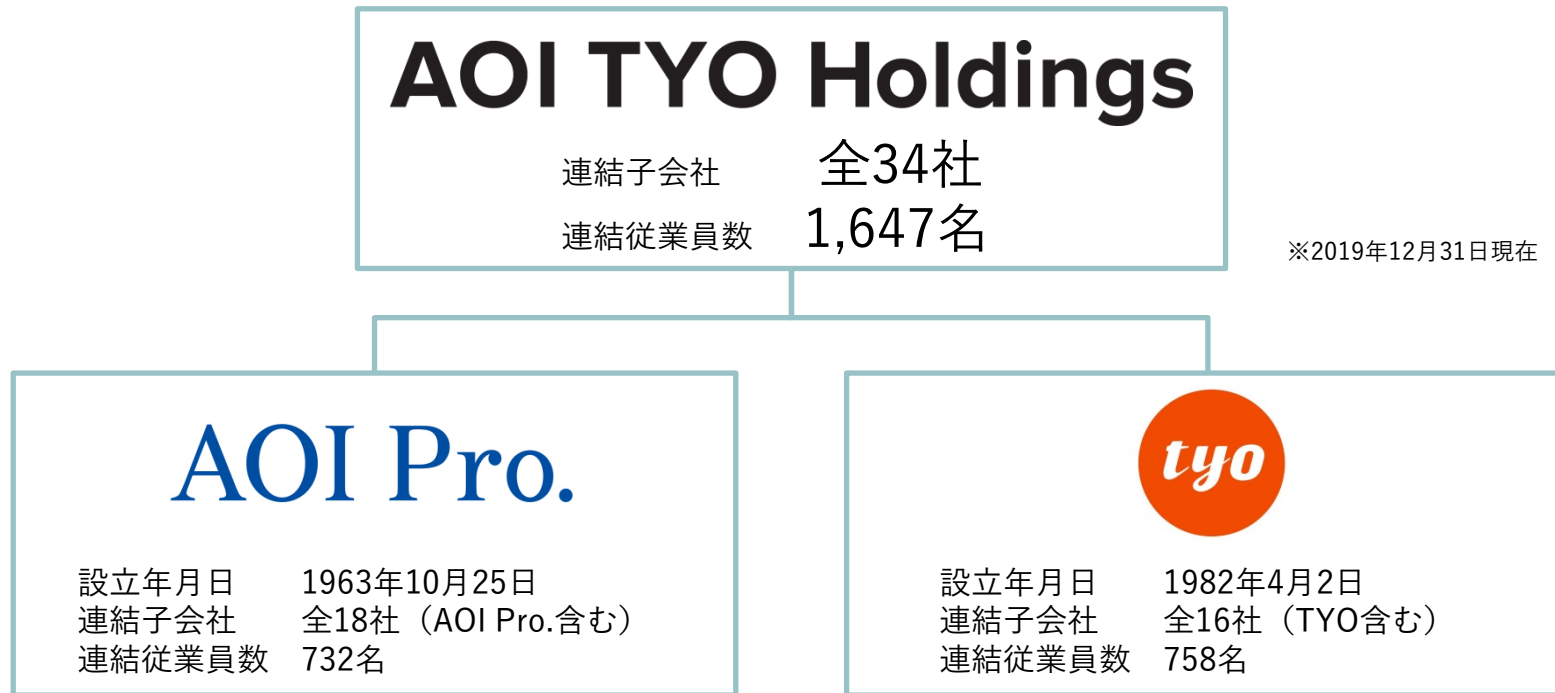 AOI TYO Holdings
連結子会社 全34社
連結従業員数 1,647名
※2019年12月31日現在
AOI Pro.
設立年月日 1963年10月25日
連結子会社 全18社（AOI Pro.含む）
連結従業員数 732名
tyo
設立年月日 1982年4月2日
連結子会社 全16社（TYO含む）
連結従業員数 758名